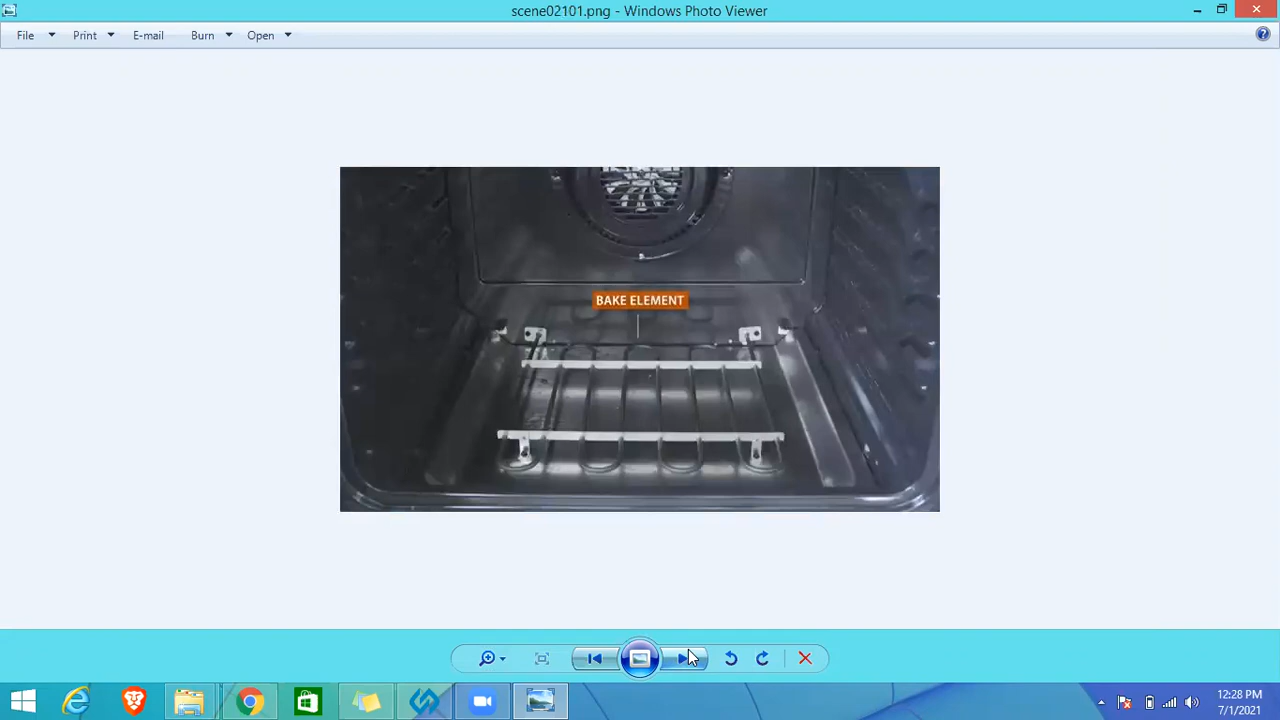 scene02101.png - Windows Photo Viewer
File Print E-mail Burn Open
BAKE ELEMENT
12:28 PM
7/1/2021